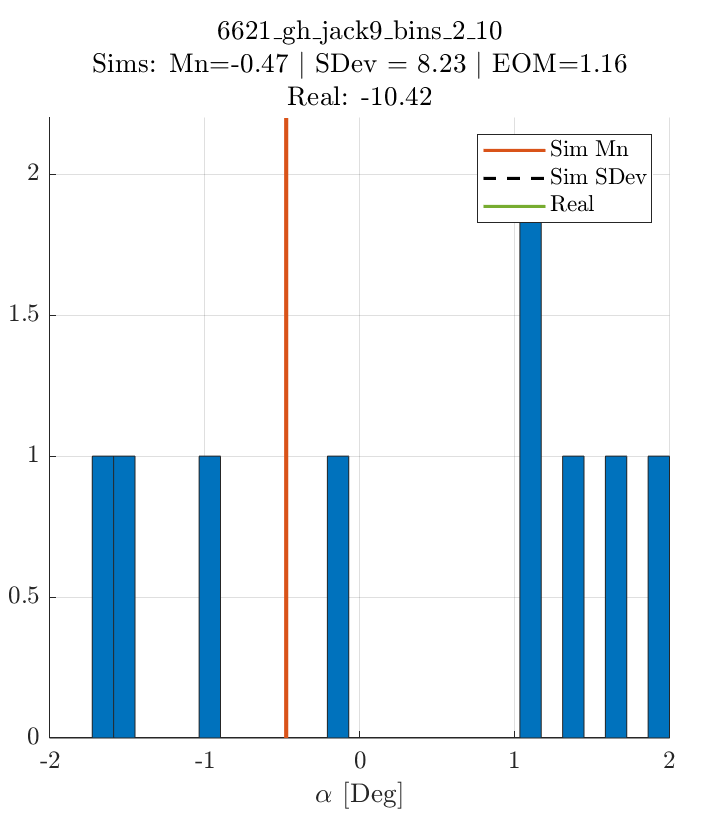 6621_gh_jack9_bins_2_10
Sims: Mn=-0.47 | SDev = 8.23 | EOM=1.16
Real: -10.42
Sim Mn
Sim SDev
Real
2
1.5
1
0.5
0
-2
-1
0
1
2
α [Deg]